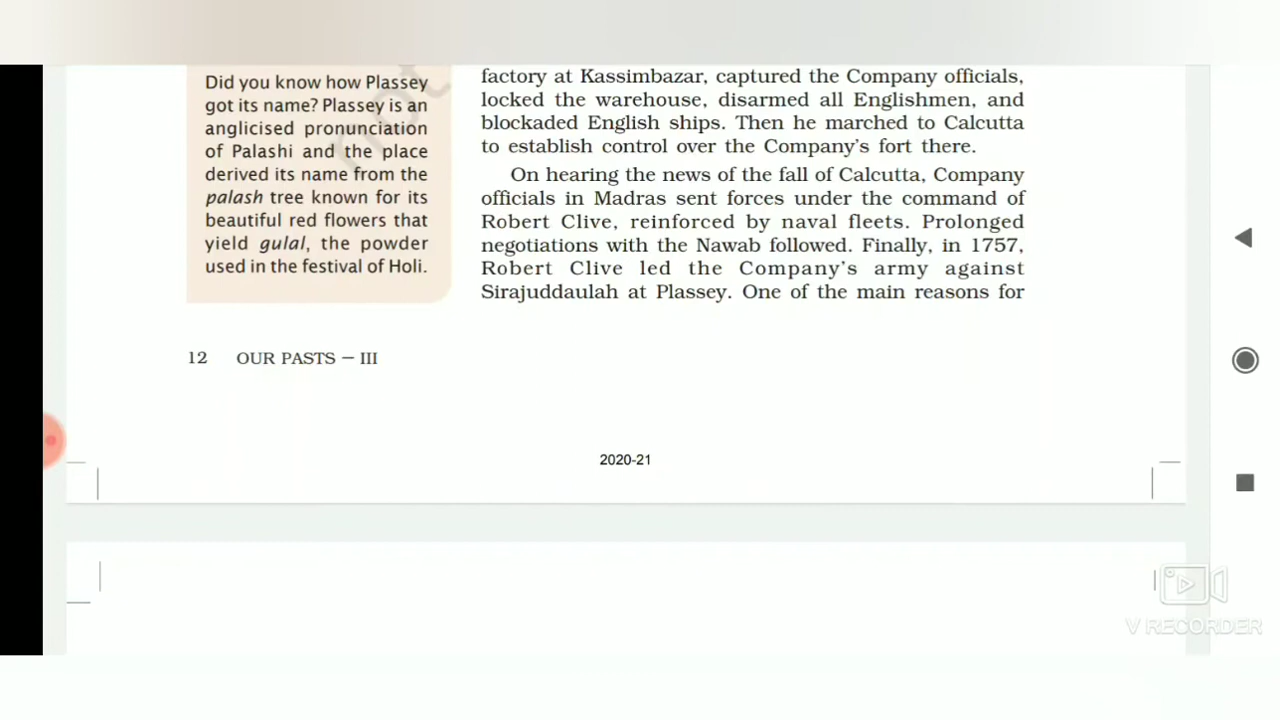 Did you know how Plassey
got its name? Plassey is an
anglicised pronunciation
of Palashi and the place
derived its name from the
palash tree known for its
beautiful red flowers that
yield gulal, the powder
used in the festival of Holi.
factory at Kassimbazar, captured the Company officials,
locked the warehouse, disarmed all Englishmen, and
blockaded English ships. Then he marched to Calcutta
to establish control over the Company's fort there.
On hearing the news of the fall of Calcutta, Company
officials in Madras sent forces under the command of
Robert Clive, reinforced by naval fleets. Prolonged
negotiations with the Nawab followed. Finally, in 1757,
Robert Clive led the Company's army against
Sirajuddaulah at Plassey. One of the main reasons for
12 OUR PASTS – III
2020-21
not
V RECORDER